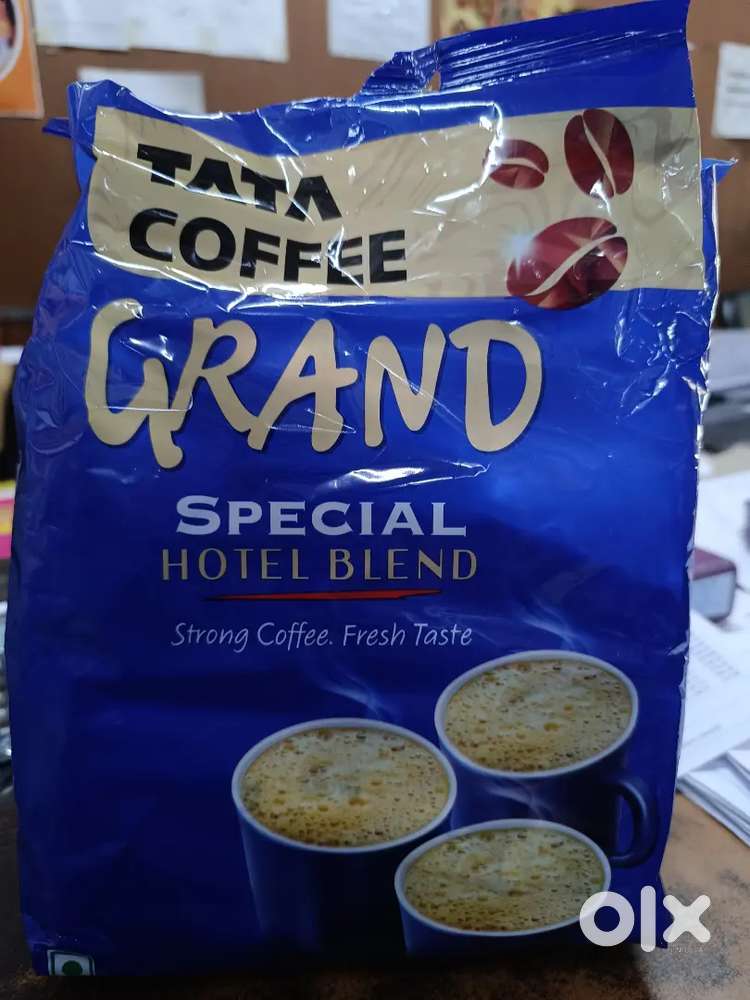 TATA
COFFEE
GRAND
SPECIAL
HOTEL BLEND
Strong Coffee. Fresh Taste
olx